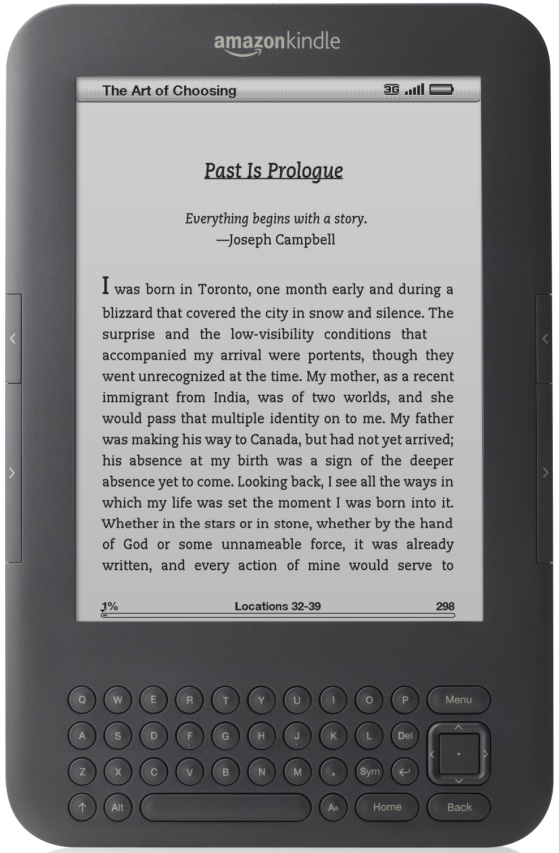 amazonkindle
The Art of Choosing 3G
Past Is Prologue
Everything begins with a story.
—Joseph Campbell
I was born in Toronto, one month early and during a
blizzard that covered the city in snow and silence. The
surprise and the low-visibility conditions that
accompanied my arrival were portents, though they
went unrecognized at the time. My mother, as a recent
immigrant from India, was of two worlds, and she
would pass that multiple identity on to me. My father
was making his way to Canada, but had not yet arrived;
his absence at my birth was a sign of the deeper
absence yet to come. Looking back, I see all the ways in
which my life was set the moment I was born into it.
Whether in the stars or in stone, whether by the hand
of God or some unnameable force, it was already
written, and every action of mine would serve to
1% Locations 32-39 298
Q W E R T Y U I O P Menu
A S D F G H J K L Del
Z X C V B N M . Sym
Alt AA Home Back